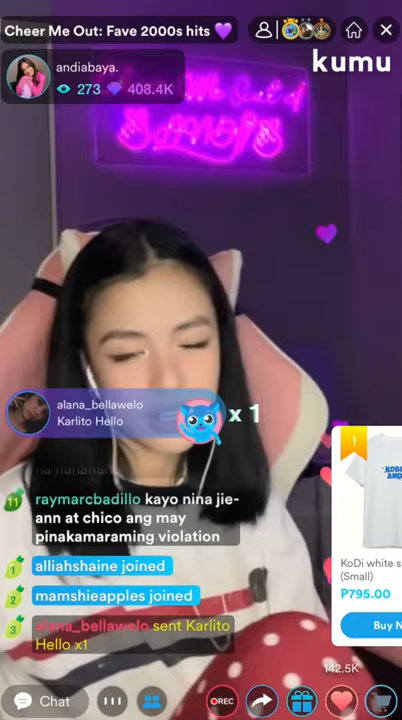 Cheer Me Out: Fave 2000s hits 💜
kumu
andiabaya.
273 408.4K
alana_bellawelo
Karlito Hello
x 1
1
11 raymarcbadillo kayo nina jie-
ann at chico ang may
pinakamaraming violation
1 alliahshaine joined
2 mamshieapples joined
3 alana_bellawelo sent Karlito
Hello x1
KoDi white s
(Small)
₱795.00
Buy N
142.5K
Chat
REC